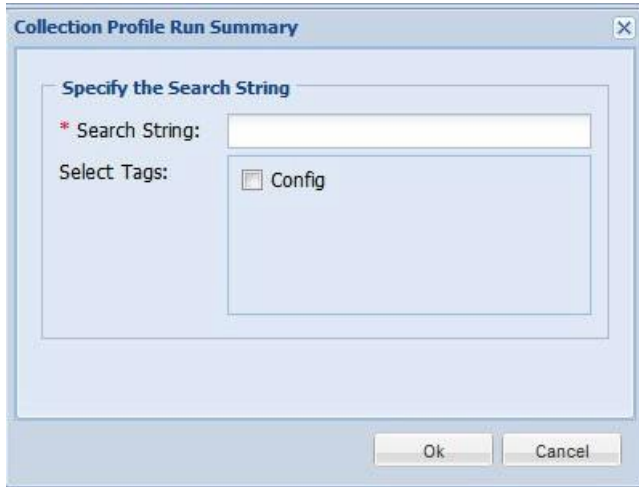 Collection Profile Run Summary
Specify the Search String
* Search String:
Select Tags:
Config
Ok
Cancel